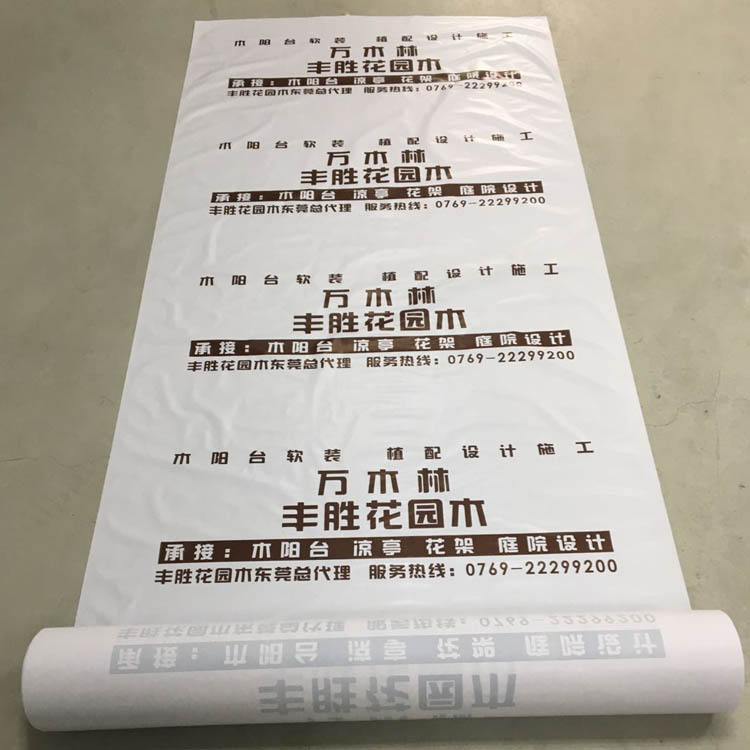 木阳台软装 植配设计施工
万木林
丰胜花园木
承接：木阳台 凉亭 花架 庭院设计
丰胜花园木东莞总代理 服务热线：0769-22299200
木阳台软装 植配设计施工
万木林
丰胜花园木
承接：木阳台 凉亭 花架 庭院设计
丰胜花园木东莞总代理 服务热线：0769-22299200
木阳台软装 植配设计施工
万木林
丰胜花园木
承接：木阳台 凉亭 花架 庭院设计
丰胜花园木东莞总代理 服务热线：0769-22299200
木阳台软装 植配设计施工
万木林
丰胜花园木
承接：木阳台 凉亭 花架 庭院设计
丰胜花园木东莞总代理 服务热线：0769-22299200